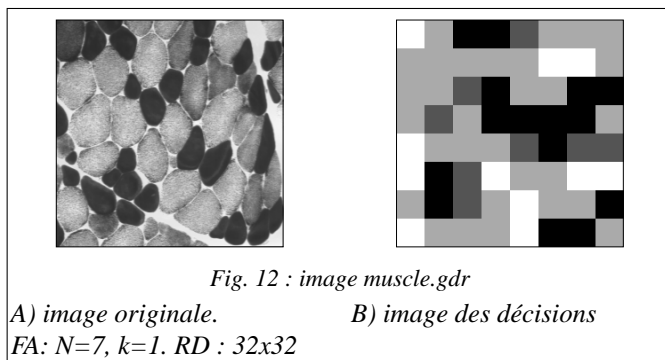 Fig. 12 : image muscle.gdr
A) image originale. B) image des décisions
FA: N=7, k=1. RD : 32x32